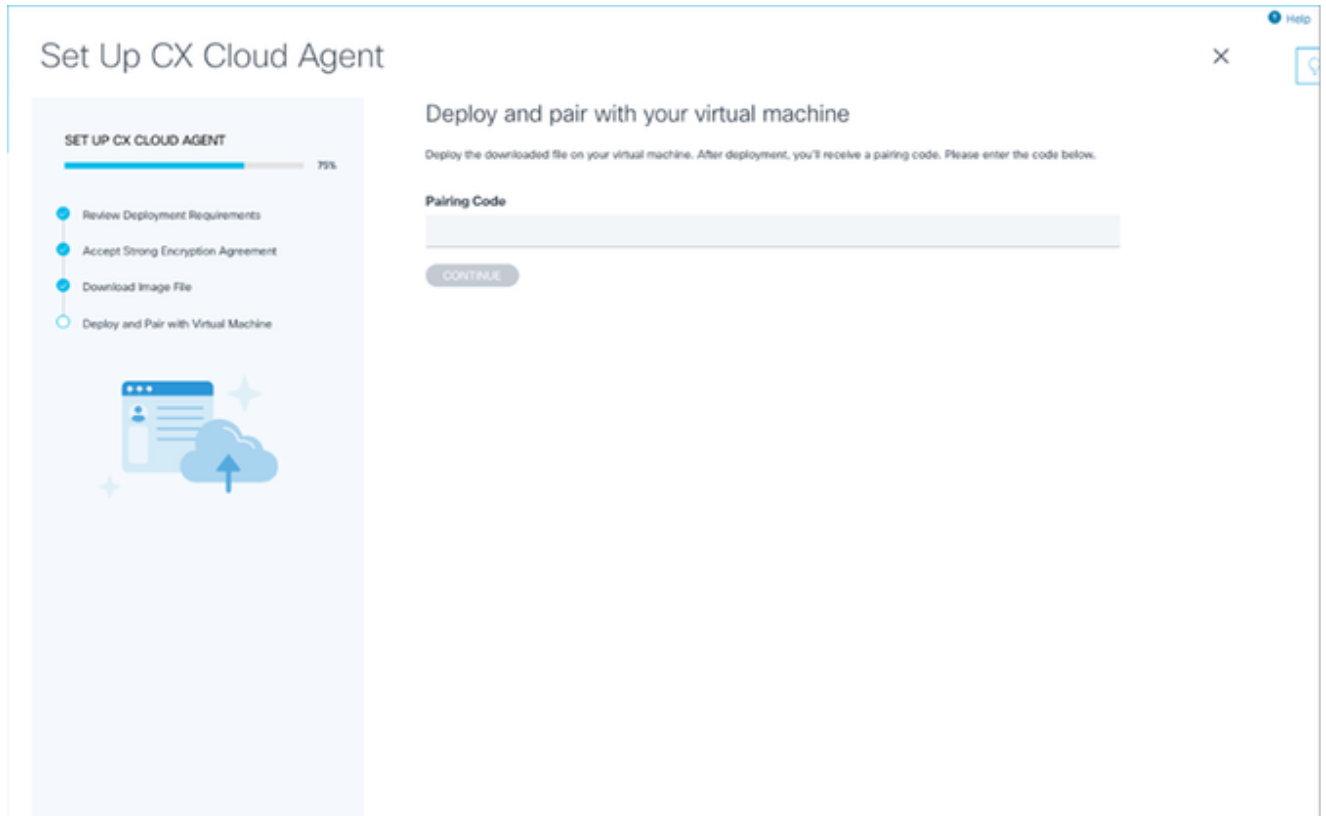 Help
Set Up CX Cloud Agent
SET UP CX CLOUD AGENT
75%
Review Deployment Requirements
Accept Strong Encryption Agreement
Download Image File
Deploy and Pair with Virtual Machine
Deploy and pair with your virtual machine
Deploy the downloaded file on your virtual machine. After deployment, you'll receive a pairing code. Please enter the code below.
Pairing Code
CONTINUE